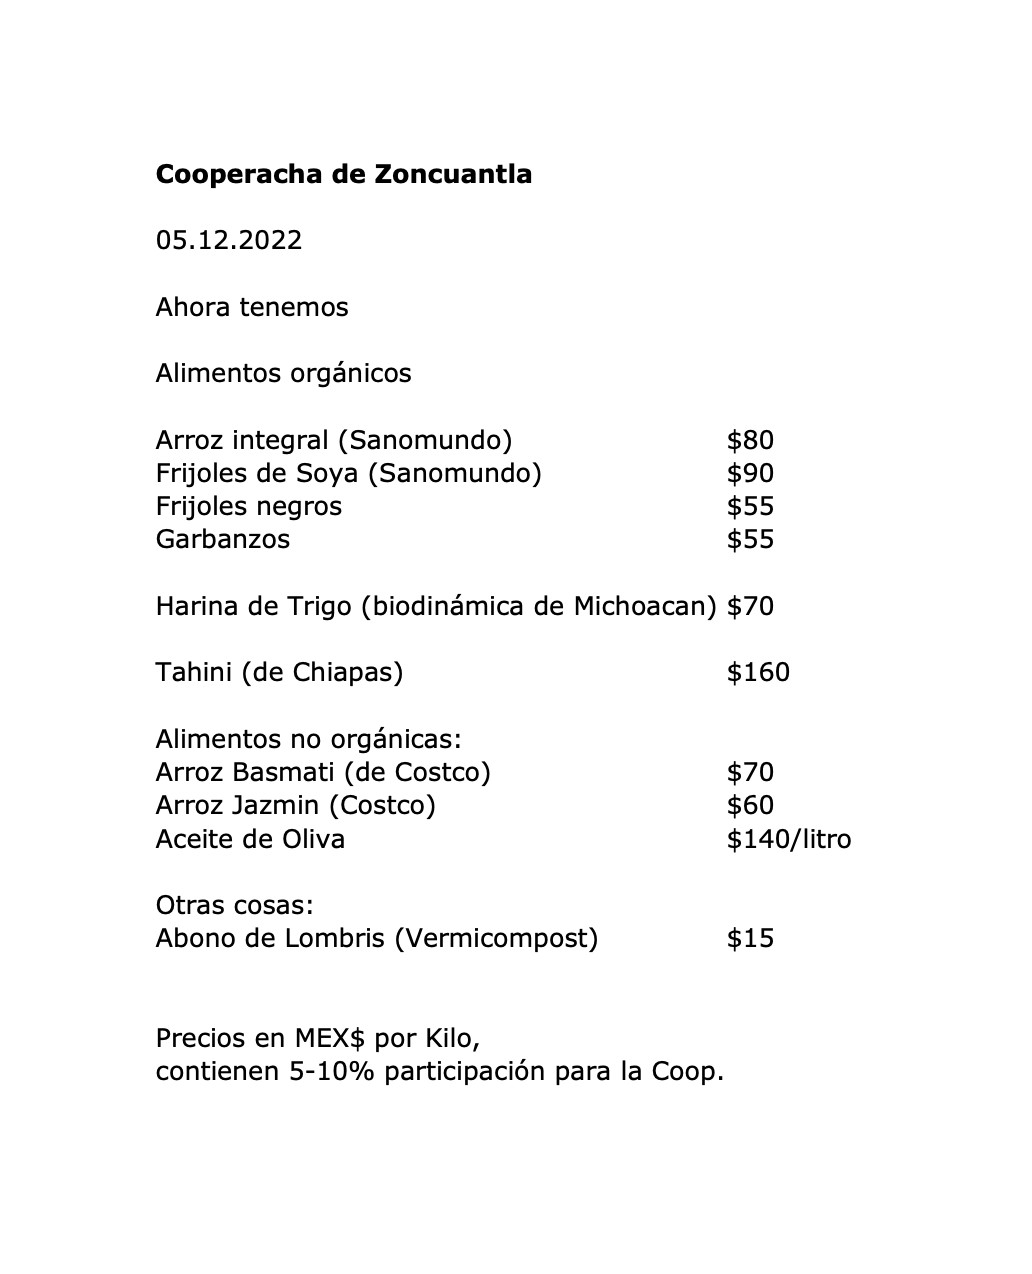 Cooperacha de Zoncuantla
05.12.2022
Ahora tenemos
Alimentos orgánicos
Arroz integral (Sanomundo) $80
Frijoles de Soya (Sanomundo) $90
Frijoles negros $55
Garbanzos $55
Harina de Trigo (biodinámica de Michoacan) $70
Tahini (de Chiapas) $160
Alimentos no orgánicas:
Arroz Basmati (de Costco) $70
Arroz Jazmin (Costco) $60
Aceite de Oliva $140/litro
Otras cosas:
Abono de Lombris (Vermicompost) $15
Precios en MEX$ por Kilo,
contienen 5-10% participación para la Coop.